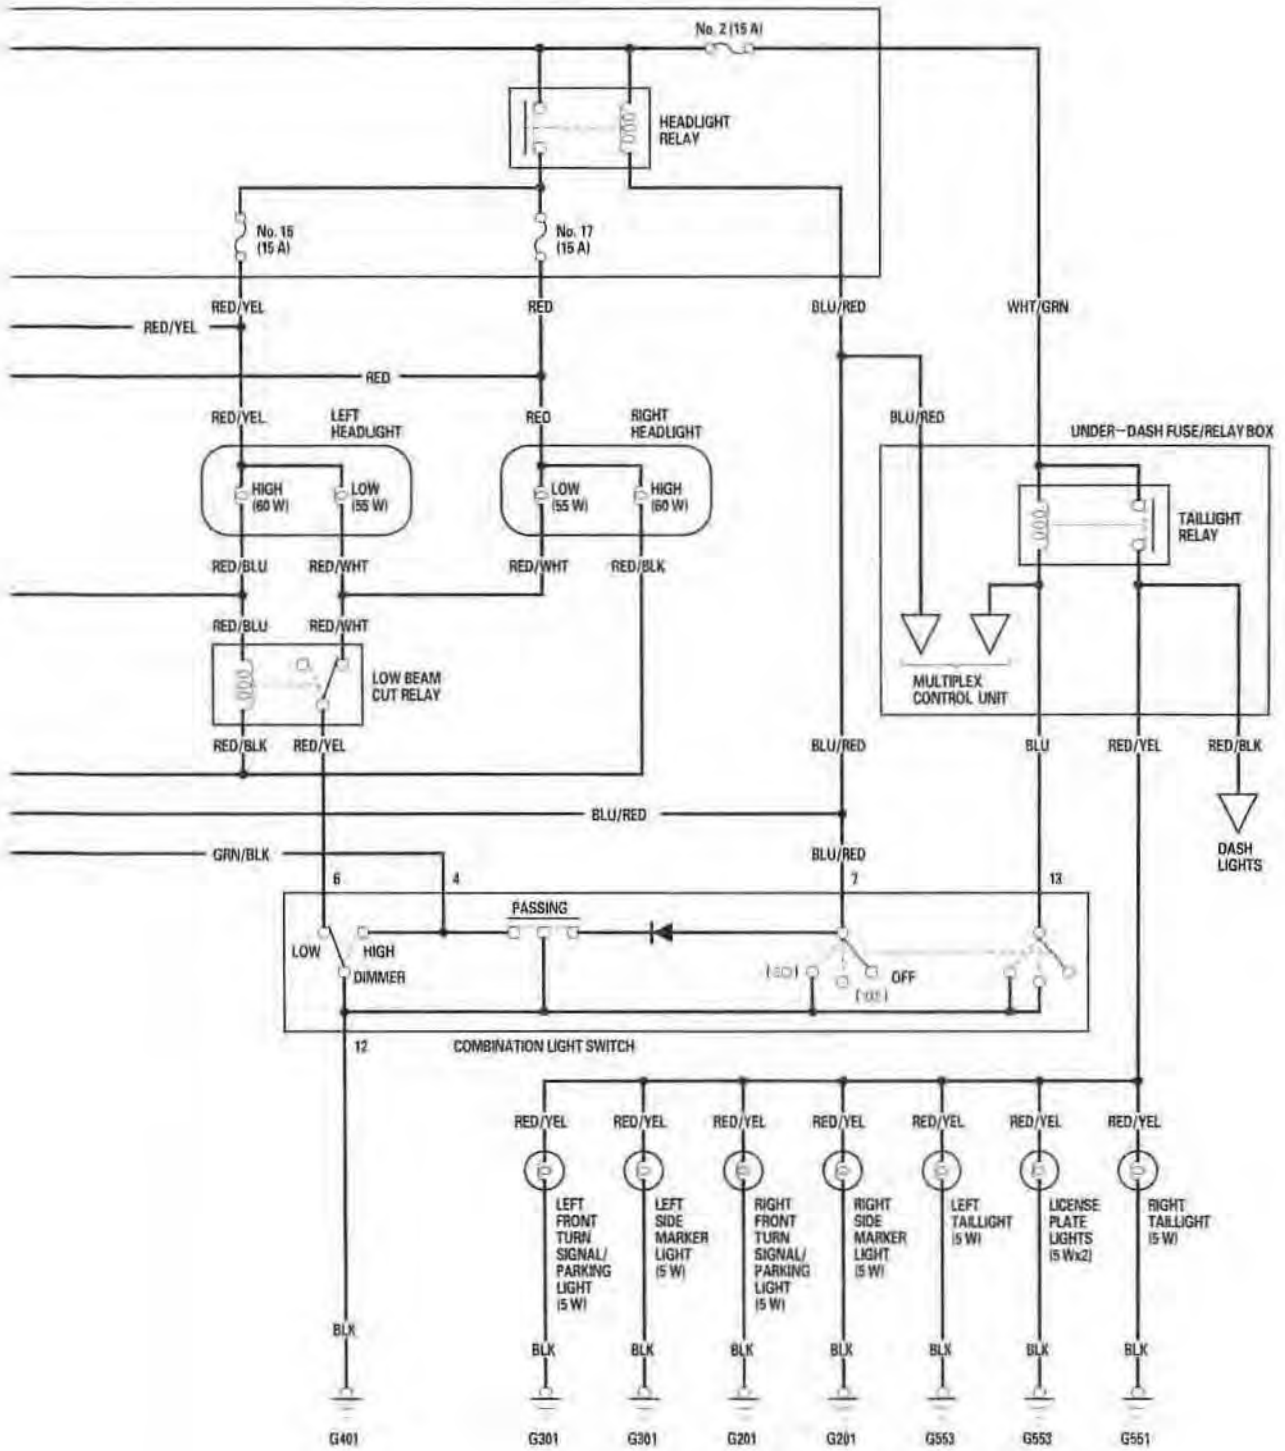 No. 2 (15 A)
HEADLIGHT
RELAY
No. 16
(15 A)
No. 17
(15 A)
RED/YEL
RED
BLU/RED
WHT/GRN
RED/YEL
RED
RED/YEL
LEFT
HEADLIGHT
RED
RIGHT
HEADLIGHT
BLU/RED
UNDER-DASH FUSE/RELAY BOX
HIGH
(60 W)
LOW
(55 W)
LOW
(55 W)
HIGH
(60 W)
TAILLIGHT
RELAY
RED/BLU
RED/WHT
RED/WHT
RED/BLK
RED/BLU
RED/WHT
LOW BEAM
CUT RELAY
MULTIPLEX
CONTROL UNIT
RED/BLK
RED/YEL
BLU/RED
BLU
RED/YEL
RED/BLK
BLU/RED
GRN/BLK
BLU/RED
DASH
LIGHTS
6
4
7
13
PASSING
LOW
HIGH
DIMMER
OFF
12
COMBINATION LIGHT SWITCH
RED/YEL
RED/YEL
RED/YEL
RED/YEL
RED/YEL
RED/YEL
RED/YEL
LEFT
FRONT
TURN
SIGNAL/
PARKING
LIGHT
(5 W)
LEFT
SIDE
MARKER
LIGHT
(5 W)
RIGHT
FRONT
TURN
SIGNAL/
PARKING
LIGHT
(5 W)
RIGHT
SIDE
MARKER
LIGHT
(5 W)
LEFT
TAILLIGHT
(5 W)
LICENSE
PLATE
LIGHTS
(5 Wx2)
RIGHT
TAILLIGHT
(5 W)
BLK
BLK
BLK
BLK
BLK
BLK
BLK
BLK
G401
G301
G301
G201
G201
G553
G552
G551